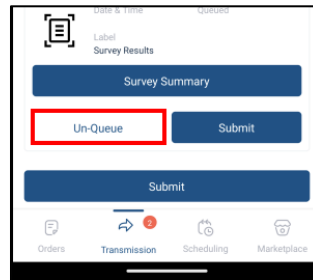 Date & Time Queued
Label
Survey Results
Survey Summary
Un-Queue Submit
Submit
2
Orders Transmission Scheduling Marketplace